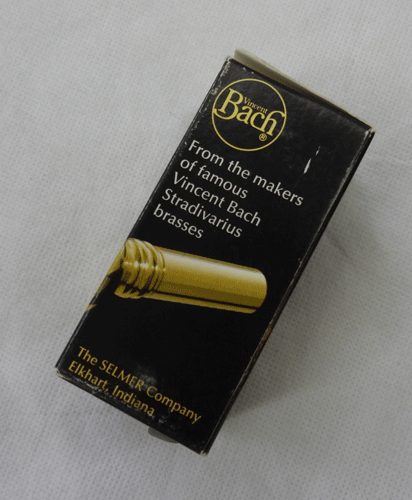 Vincent
Bach®
From the makers
of famous
Vincent Bach
Stradivarius
brasses
The SELMER Company
Elkhart, Indiana